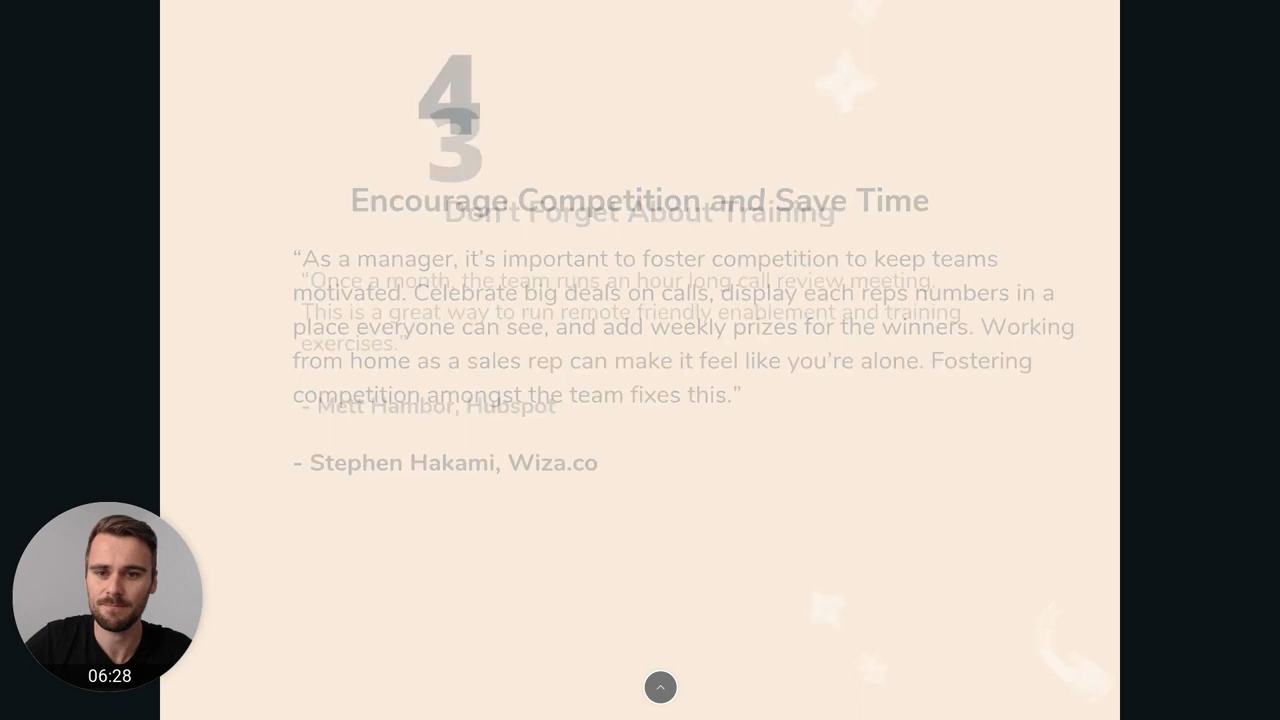 4
3
Encourage Competition and Save Time
Don't Forget About Training
“As a manager, it’s important to foster competition to keep teams
motivated. Celebrate big deals on calls, display each reps numbers in a
place everyone can see, and add weekly prizes for the winners. Working
from home as a sales rep can make it feel like you’re alone. Fostering
competition amongst the team fixes this.”
- Stephen Hakami, Wiza.co
“Once a month, the team runs an hour long call review meeting.
This is a great way to run remote friendly enablement and training
exercises.”
- Mett Hambor, Hubspot
06:28